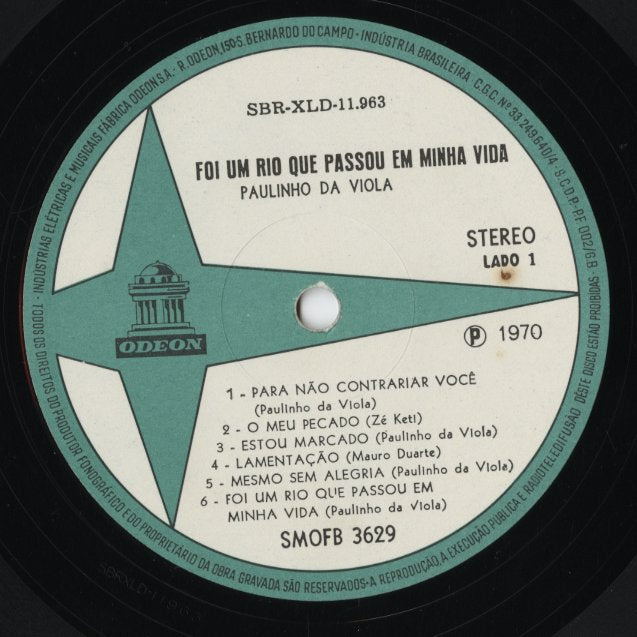 INDÚSTRIAS ELÉTRICAS E MUSICAIS FÁBRICA ODEON S.A. - R. ODEON, 150 S. BERNARDO DO CAMPO - INDÚSTRIA BRASILEIRA - C.G.C. Nº 33.249.640/4 - S.C.D.P.-PF 002/G.B.
SBR-XLD-11.963
FOI UM RIO QUE PASSOU EM MINHA VIDA
PAULINHO DA VIOLA
STEREO
LADO 1
ODEON
Ⓟ 1970
1 - PARA NÃO CONTRARIAR VOCÊ
(Paulinho da Viola)
2 - O MEU PECADO (Zé Keti)
3 - ESTOU MARCADO (Paulinho da Viola)
4 - LAMENTAÇÃO (Mauro Duarte)
5 - MESMO SEM ALEGRIA (Paulinho da Viola)
6 - FOI UM RIO QUE PASSOU EM
MINHA VIDA (Paulinho da Viola)
SMOFB 3629
TODOS OS DIREITOS DO PRODUTOR FONOGRÁFICO E DO PROPRIETÁRIO DA OBRA GRAVADA SÃO RESERVADOS - A REPRODUÇÃO, A EXECUÇÃO PÚBLICA E RADIOTELEDIFUSÃO DÊSTE DISCO ESTÃO PROIBIDAS -